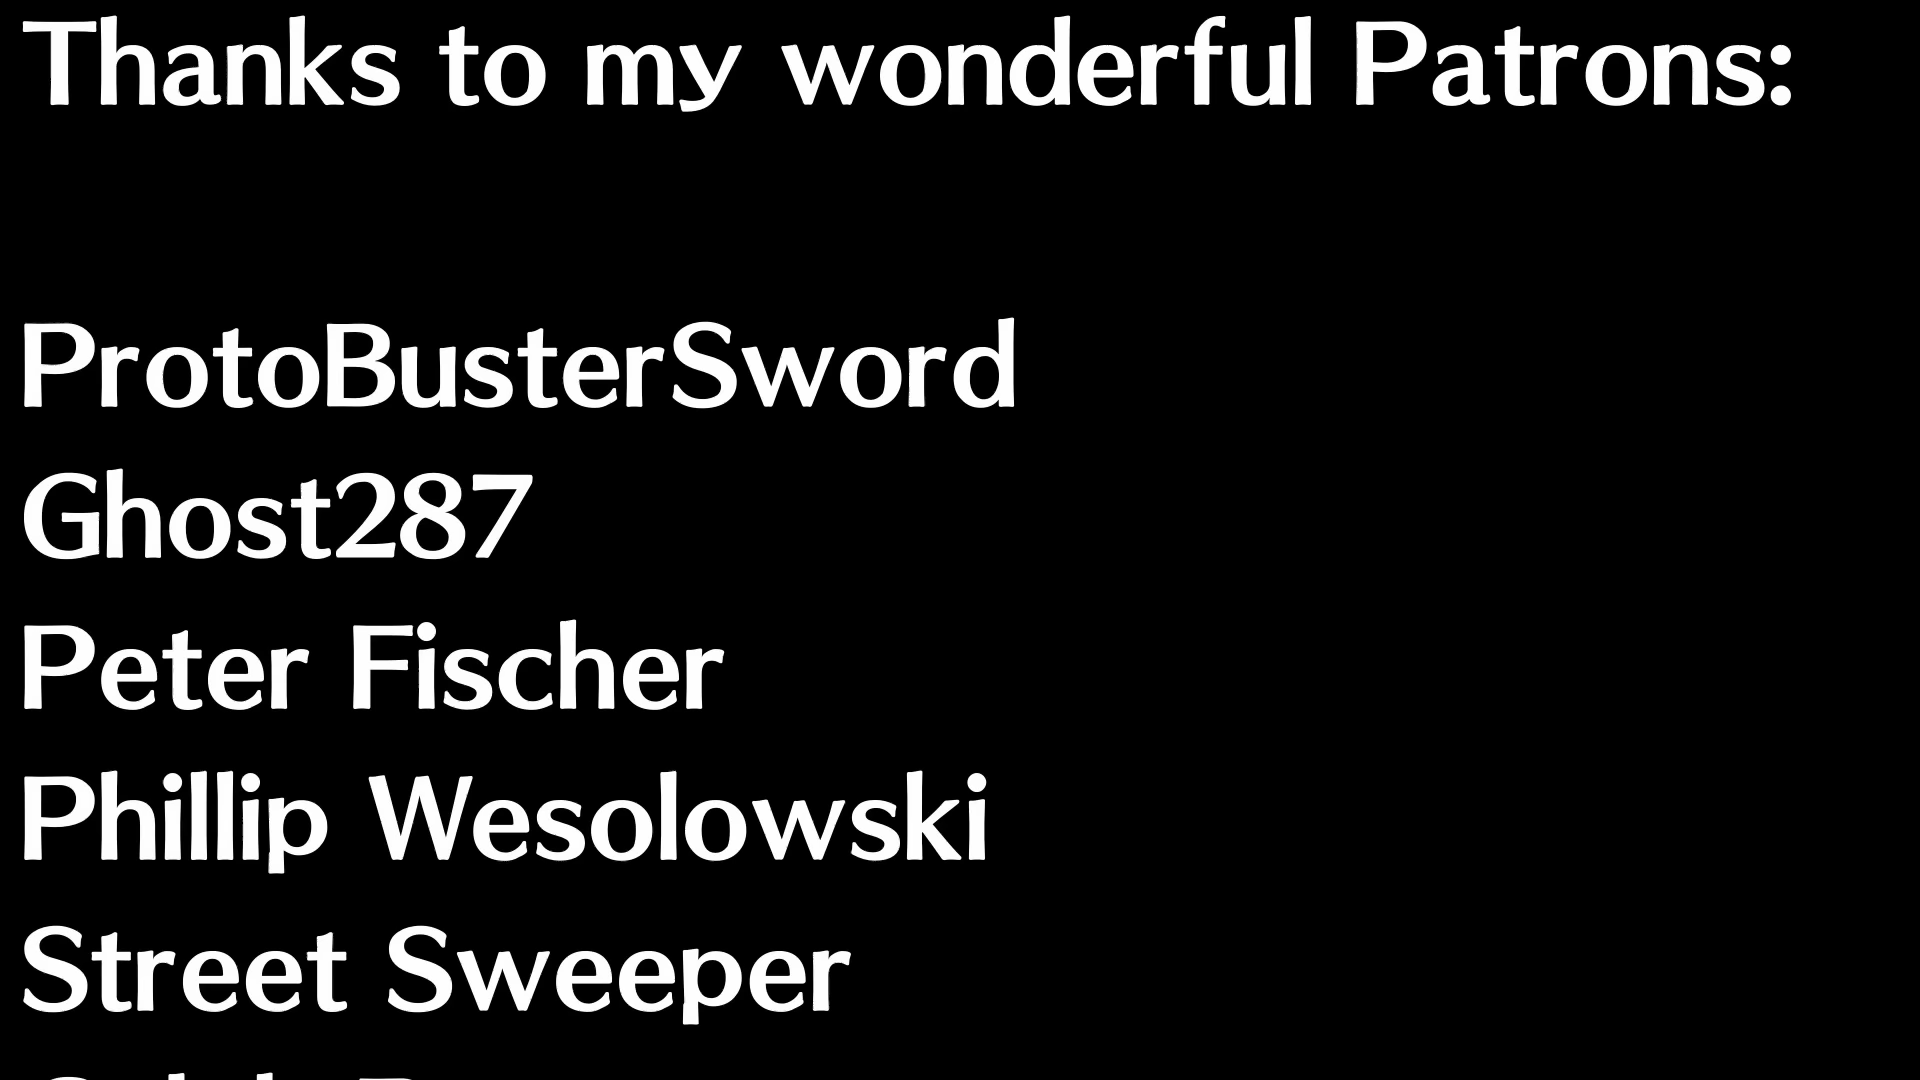 Thanks to my wonderful Patrons:
ProtoBusterSword
Ghost287
Peter Fischer
Phillip Wesolowski
Street Sweeper